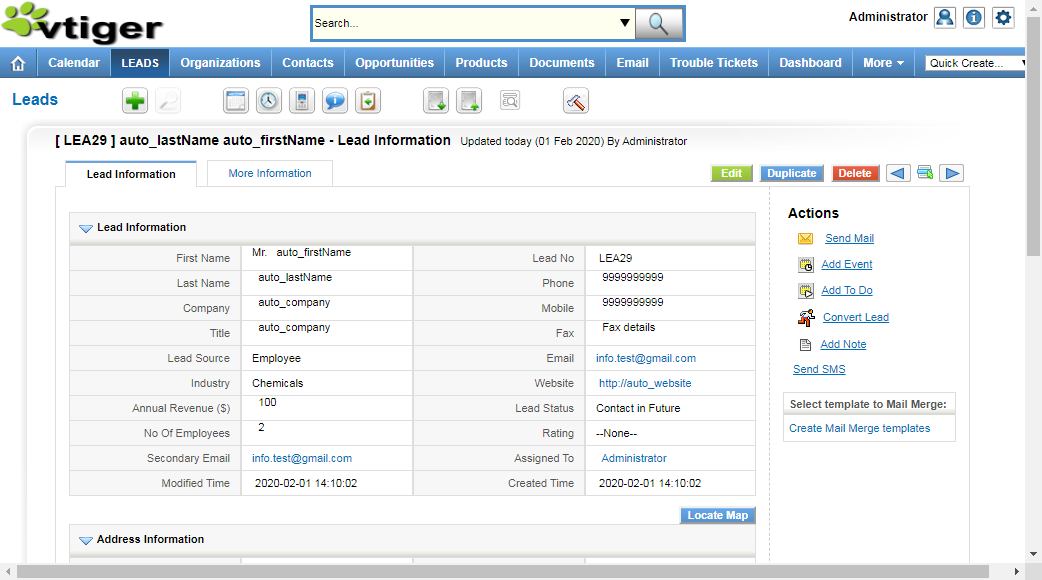 vtiger
Search...
Administrator
Calendar LEADS Organizations Contacts Opportunities Products Documents Email Trouble Tickets Dashboard More Quick Create...
Leads
[ LEA29 ] auto_lastName auto_firstName - Lead Information Updated today (01 Feb 2020) By Administrator
Lead Information More Information Edit Duplicate Delete
Lead Information
First Name Mr. auto_firstName Lead No LEA29
Last Name auto_lastName Phone 9999999999
Company auto_company Mobile 9999999999
Title auto_company Fax Fax details
Lead Source Employee Email info.test@gmail.com
Industry Chemicals Website http://auto_website
Annual Revenue ($) 100 Lead Status Contact in Future
No Of Employees 2 Rating --None--
Secondary Email info.test@gmail.com Assigned To Administrator
Modified Time 2020-02-01 14:10:02 Created Time 2020-02-01 14:10:02
Locate Map
Address Information
Actions
Send Mail
Add Event
Add To Do
Convert Lead
Add Note
Send SMS
Select template to Mail Merge:
Create Mail Merge templates